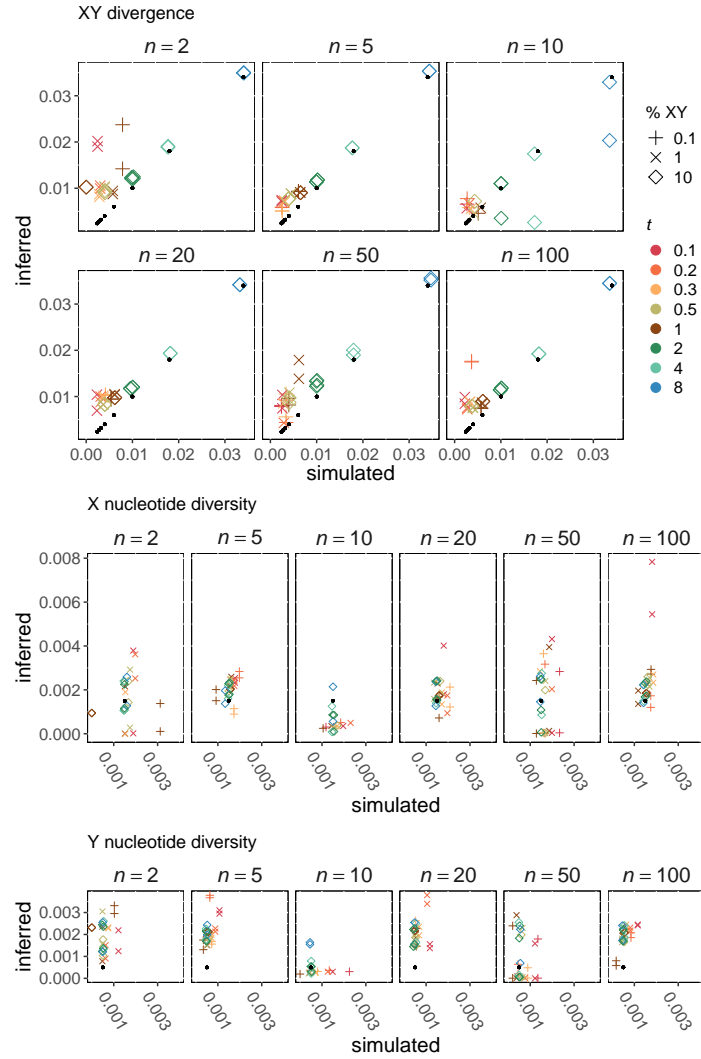 XY divergence
n = 2
n = 5
n = 10
0.03
0.02
0.01
n = 20
n = 50
n = 100
0.03
0.02
0.01
0.00 0.01 0.02 0.03
0.00 0.01 0.02 0.03
0.00 0.01 0.02 0.03
inferred
simulated
% XY
0.1
1
10
t
0.1
0.2
0.3
0.5
1
2
4
8
X nucleotide diversity
n = 2
n = 5
n = 10
n = 20
n = 50
n = 100
0.008
0.006
0.004
0.002
0.000
inferred
0.001 0.003
0.001 0.003
0.001 0.003
0.001 0.003
0.001 0.003
0.001 0.003
simulated
Y nucleotide diversity
n = 2
n = 5
n = 10
n = 20
n = 50
n = 100
0.003
0.002
0.001
0.000
inferred
0.001 0.003
0.001 0.003
0.001 0.003
0.001 0.003
0.001 0.003
0.001 0.003
simulated